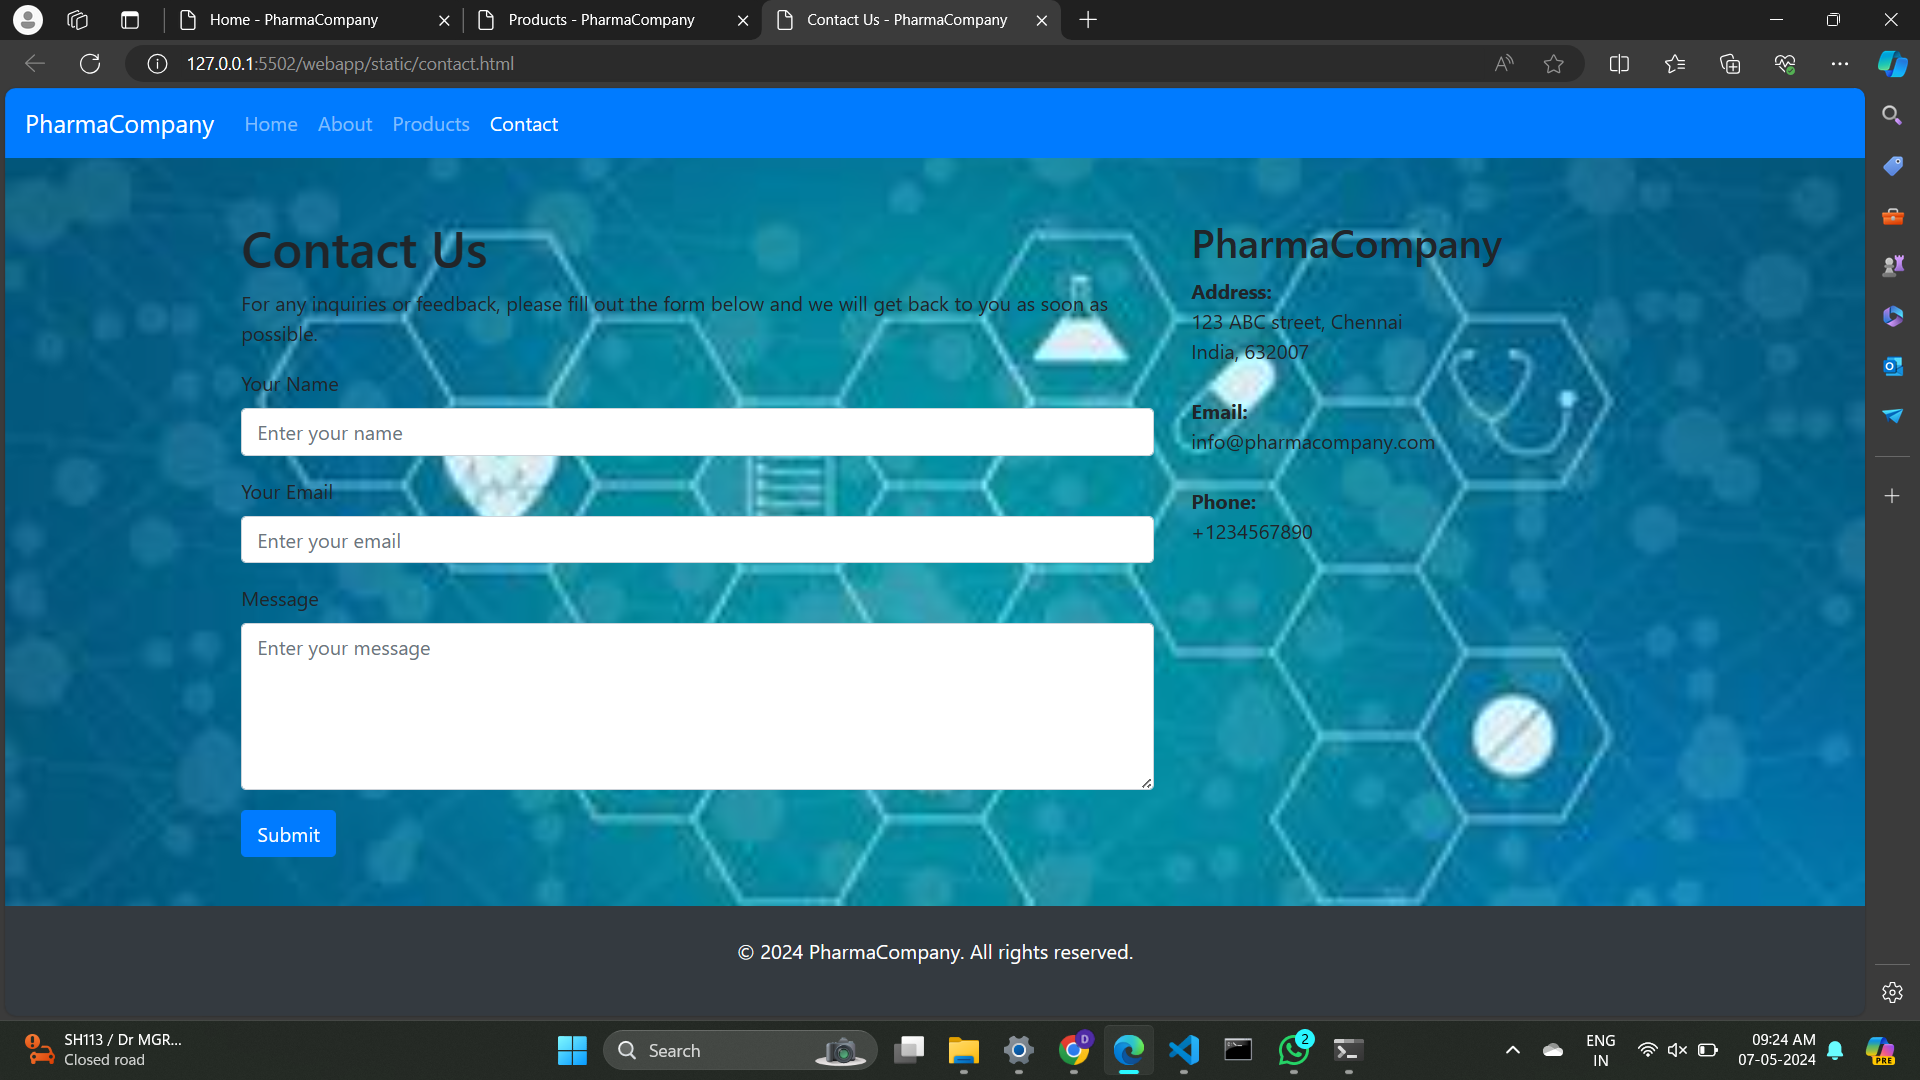 Home - PharmaCompany
Products - PharmaCompany
Contact Us - PharmaCompany
127.0.0.1:5502/webapp/static/contact.html
PharmaCompany
Home
About
Products
Contact
Contact Us
For any inquiries or feedback, please fill out the form below and we will get back to you as soon as
possible.
Your Name
Enter your name
Your Email
Enter your email
Message
Enter your message
Submit
PharmaCompany
Address:
123 ABC street, Chennai
India, 632007
Email:
info@pharmacompany.com
Phone:
+1234567890
© 2024 PharmaCompany. All rights reserved.
SH113 / Dr MGR...
Closed road
Search
D
2
ENG
IN
09:24 AM
07-05-2024
PRE